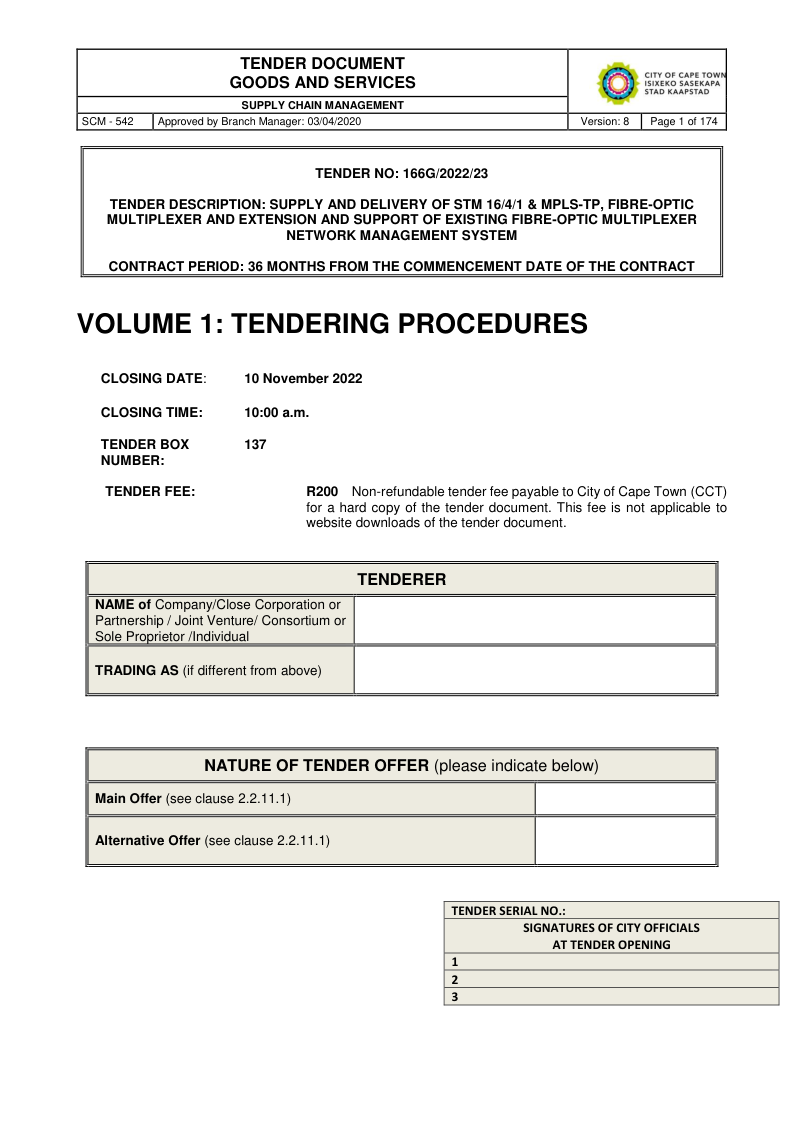 TENDER DOCUMENT
GOODS AND SERVICES
SUPPLY CHAIN MANAGEMENT
CITY OF CAPE TOWN
ISIXEKO SASEKAPA
STAD KAAPSTAD
SCM - 542 Approved by Branch Manager: 03/04/2020 Version: 8 Page 1 of 174
TENDER NO: 166G/2022/23
TENDER DESCRIPTION: SUPPLY AND DELIVERY OF STM 16/4/1 & MPLS-TP, FIBRE-OPTIC
MULTIPLEXER AND EXTENSION AND SUPPORT OF EXISTING FIBRE-OPTIC MULTIPLEXER
NETWORK MANAGEMENT SYSTEM
CONTRACT PERIOD: 36 MONTHS FROM THE COMMENCEMENT DATE OF THE CONTRACT
VOLUME 1: TENDERING PROCEDURES
CLOSING DATE: 10 November 2022
CLOSING TIME: 10:00 a.m.
TENDER BOX 137
NUMBER:
TENDER FEE: R200 Non-refundable tender fee payable to City of Cape Town (CCT)
for a hard copy of the tender document. This fee is not applicable to
website downloads of the tender document.
TENDERER
NAME of Company/Close Corporation or
Partnership / Joint Venture/ Consortium or
Sole Proprietor /Individual
TRADING AS (if different from above)
NATURE OF TENDER OFFER (please indicate below)
Main Offer (see clause 2.2.11.1)
Alternative Offer (see clause 2.2.11.1)
TENDER SERIAL NO.:
SIGNATURES OF CITY OFFICIALS
AT TENDER OPENING
1
2
3